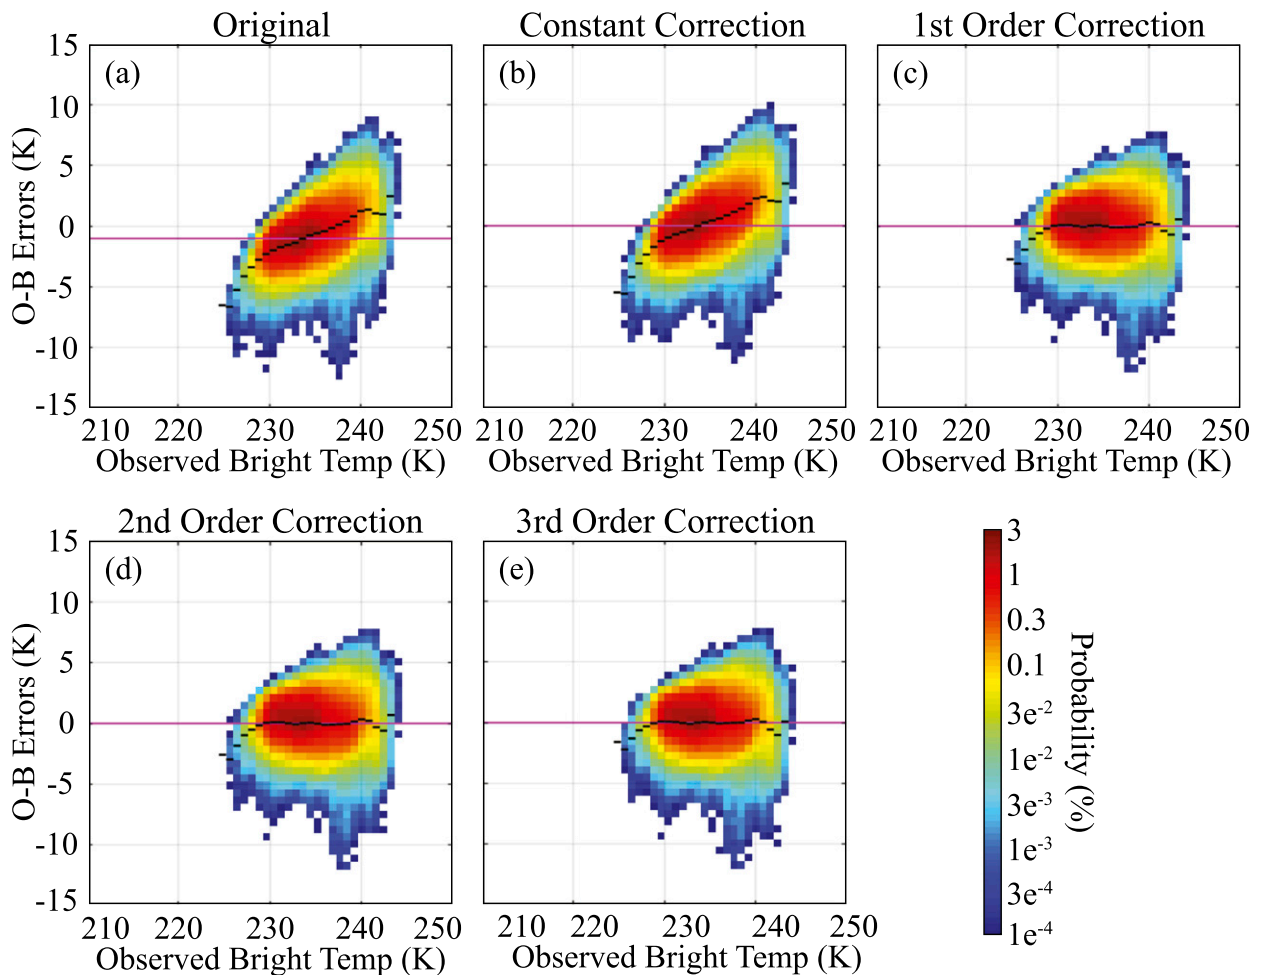 Original
Constant Correction
1st Order Correction
(a)
(b)
(c)
15
10
5
0
-5
-10
-15
O-B Errors (K)
210 220 230 240 250
210 220 230 240 250
210 220 230 240 250
Observed Bright Temp (K)
Observed Bright Temp (K)
Observed Bright Temp (K)
2nd Order Correction
3rd Order Correction
(d)
(e)
15
10
5
0
-5
-10
-15
O-B Errors (K)
210 220 230 240 250
210 220 230 240 250
Observed Bright Temp (K)
Observed Bright Temp (K)
3
1
0.3
0.1
3e-2
1e-2
3e-3
1e-3
3e-4
1e-4
Probability (%)